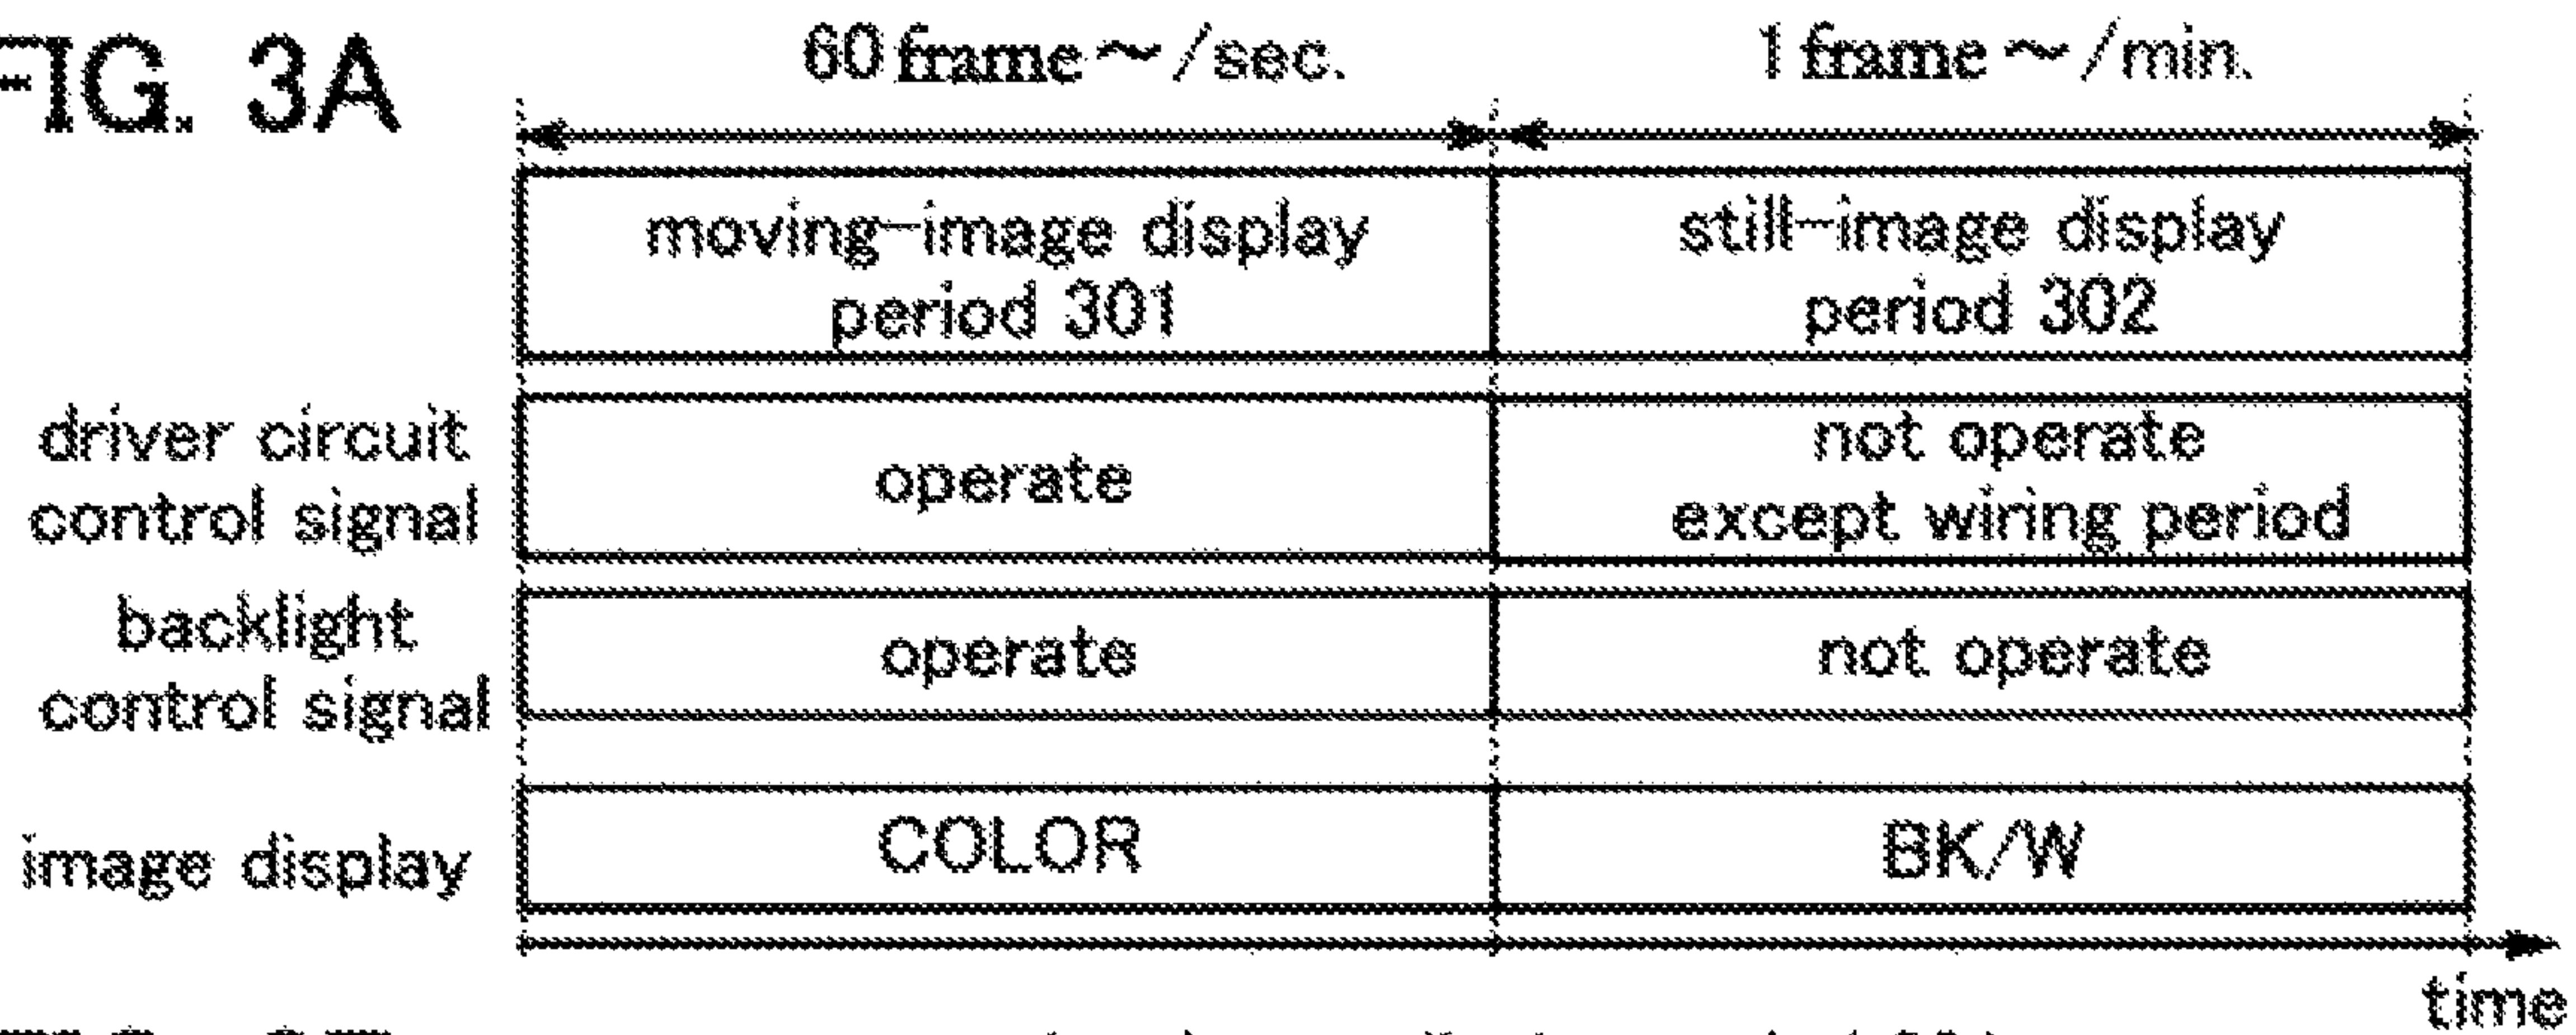 FIG. 3A
60 frame ~ /sec.
1 frame ~ /min.
moving-image display
period 301
still-image display
period 302
driver circuit
control signal
operate
not operate
except wiring period
backlight
control signal
operate
not operate
image display
COLOR
BK/W
time